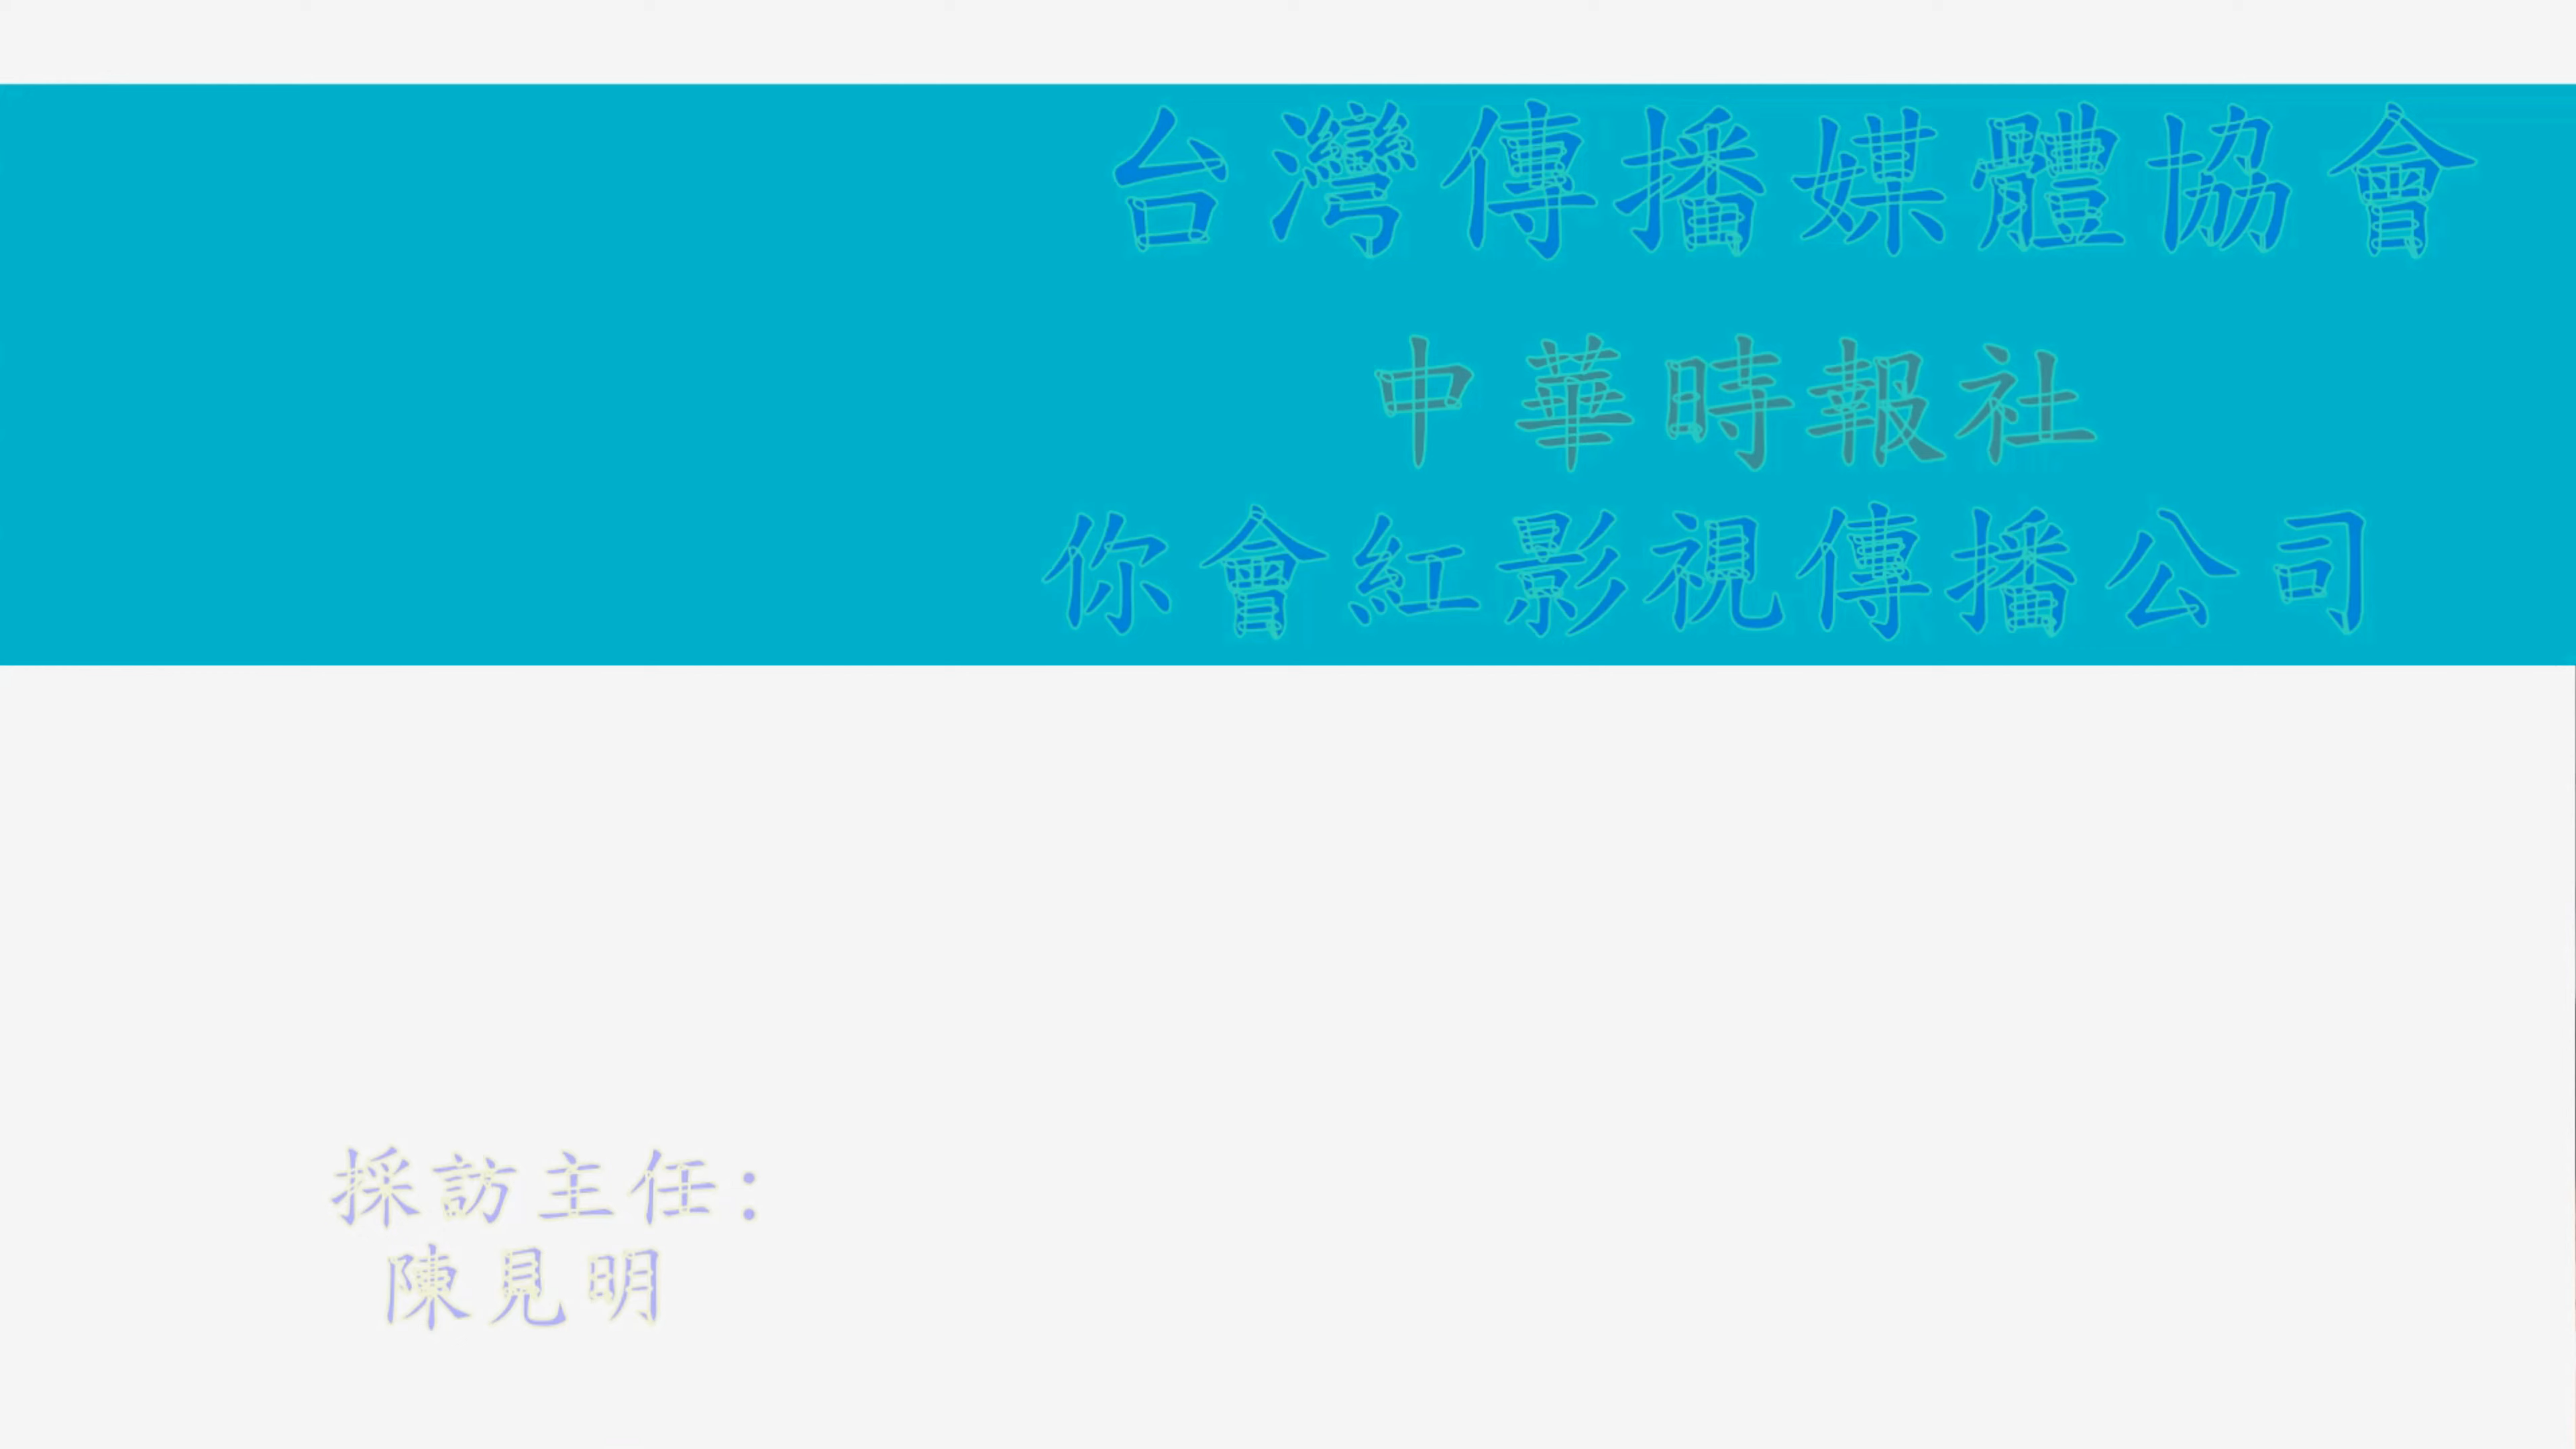 台灣傳播媒體協會
中華時報社
你會紅影視傳播公司
採訪主任：
陳見明